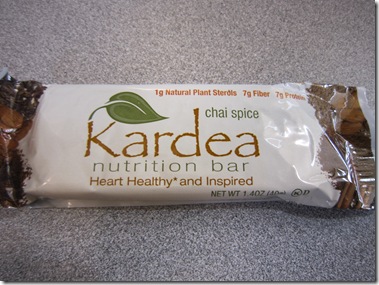 1g Natural Plant Sterols 7g Fiber 7g Protein
chai spice
Kardea
nutrition bar
Heart Healthy* and Inspired
NET WT 1.4OZ (40g) K D